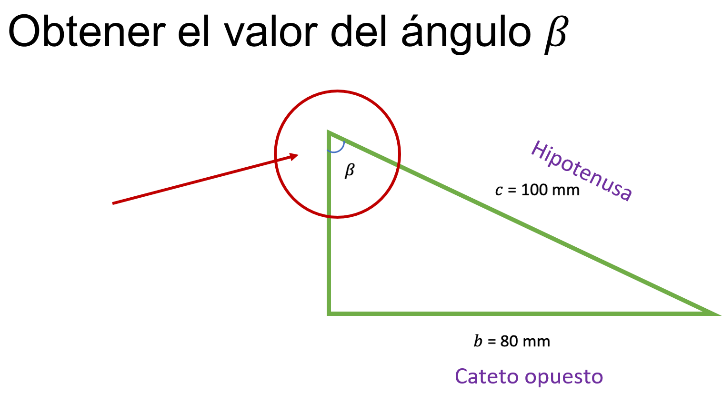 Obtener el valor del ángulo β
Hipotenusa
β
c = 100 mm
b = 80 mm
Cateto opuesto